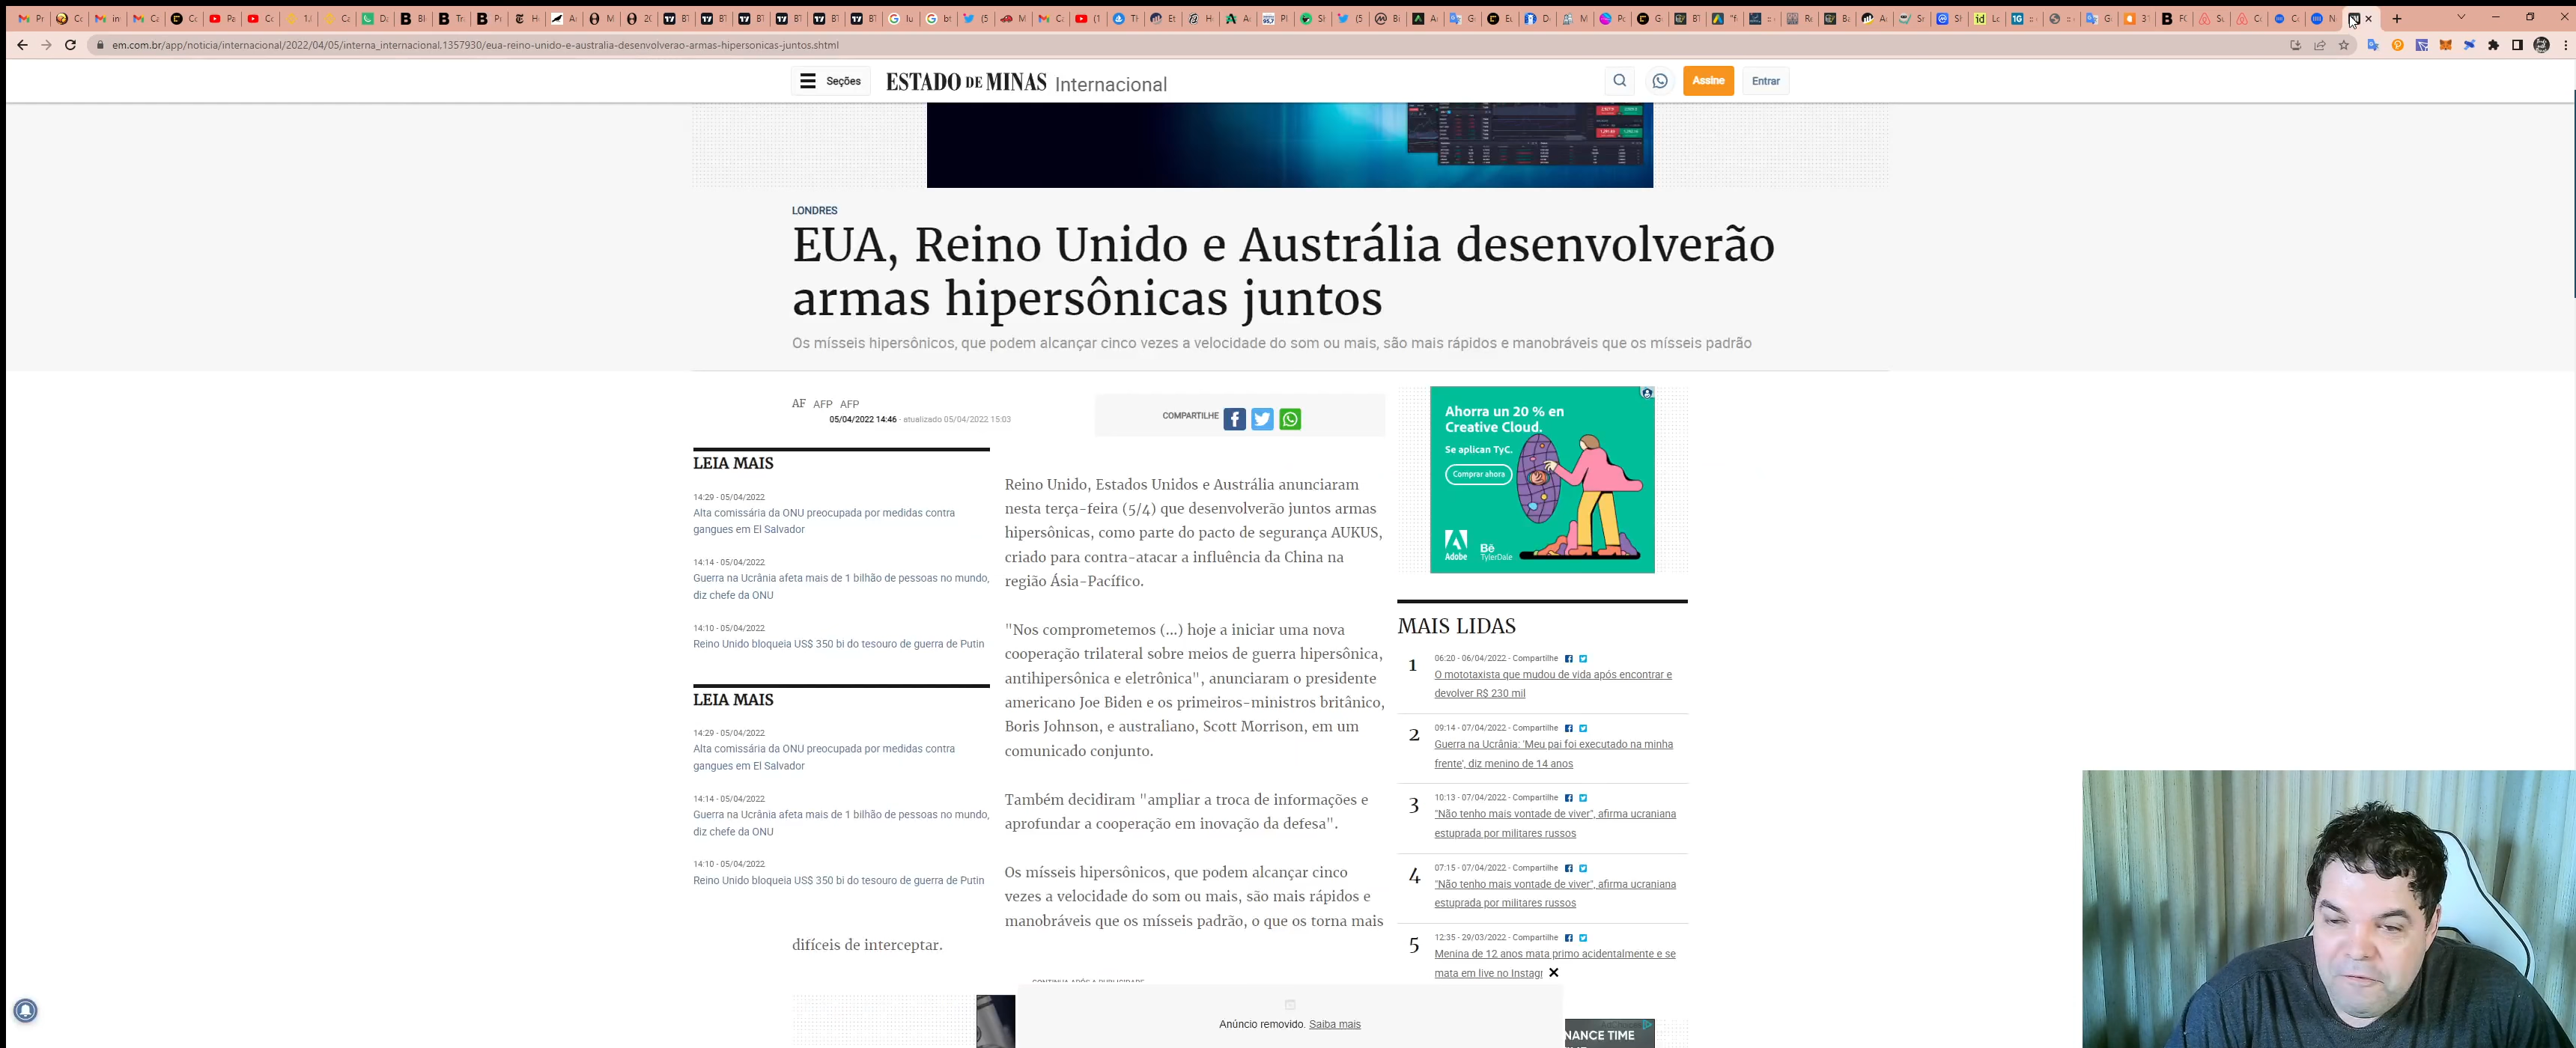 em.com.br/app/noticia/internacional/2022/04/05/interna_internacional.1357930/eua-reino-unido-e-australia-desenvolverao-armas-hipersonicas-juntos.shtml
Seções
ESTADO DE MINAS Internacional
Assine
Entrar
LONDRES
EUA, Reino Unido e Austrália desenvolverão
armas hipersônicas juntos
Os mísseis hipersônicos, que podem alcançar cinco vezes a velocidade do som ou mais, são mais rápidos e manobráveis que os mísseis padrão
AF AFP AFP
05/04/2022 14:46 - atualizado 05/04/2022 15:03
COMPARTILHE
LEIA MAIS
14:29 - 05/04/2022
Alta comissária da ONU preocupada por medidas contra
gangues em El Salvador
14:14 - 05/04/2022
Guerra na Ucrânia afeta mais de 1 bilhão de pessoas no mundo,
diz chefe da ONU
14:10 - 05/04/2022
Reino Unido bloqueia US$ 350 bi do tesouro de guerra de Putin
LEIA MAIS
14:29 - 05/04/2022
Alta comissária da ONU preocupada por medidas contra
gangues em El Salvador
14:14 - 05/04/2022
Guerra na Ucrânia afeta mais de 1 bilhão de pessoas no mundo,
diz chefe da ONU
14:10 - 05/04/2022
Reino Unido bloqueia US$ 350 bi do tesouro de guerra de Putin
Reino Unido, Estados Unidos e Austrália anunciaram
nesta terça-feira (5/4) que desenvolverão juntos armas
hipersônicas, como parte do pacto de segurança AUKUS,
criado para contra-atacar a influência da China na
região Ásia-Pacífico.
"Nos comprometemos (...) hoje a iniciar uma nova
cooperação trilateral sobre meios de guerra hipersônica,
antihipersônica e eletrônica", anunciaram o presidente
americano Joe Biden e os primeiros-ministros britânico,
Boris Johnson, e australiano, Scott Morrison, em um
comunicado conjunto.
Também decidiram "ampliar a troca de informações e
aprofundar a cooperação em inovação da defesa".
Os mísseis hipersônicos, que podem alcançar cinco
vezes a velocidade do som ou mais, são mais rápidos e
manobráveis que os mísseis padrão, o que os torna mais
difíceis de interceptar.
Ahorra un 20 % en
Creative Cloud.
Se aplican TyC.
Comprar ahora
Adobe
Bē
TylerDale
MAIS LIDAS
1
06:20 - 06/04/2022 - Compartilhe
O mototaxista que mudou de vida após encontrar e
devolver R$ 230 mil
2
09:14 - 07/04/2022 - Compartilhe
Guerra na Ucrânia: 'Meu pai foi executado na minha
frente', diz menino de 14 anos
3
10:13 - 07/04/2022 - Compartilhe
"Não tenho mais vontade de viver", afirma ucraniana
estuprada por militares russos
4
07:15 - 07/04/2022 - Compartilhe
"Não tenho mais vontade de viver", afirma ucraniana
estuprada por militares russos
5
12:35 - 29/03/2022 - Compartilhe
Menina de 12 anos mata primo acidentalmente e se
mata em live no Instagr
Anúncio removido. Saiba mais
NANCE TIME